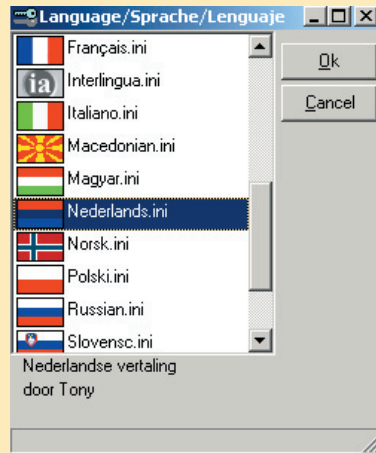 Language/Sprache/Lenguaje
Français.ini
Ok
ia Interlingua.ini
Cancel
Italiano.ini
Macedonian.ini
Magyar.ini
Nederlands.ini
Norsk.ini
Polski.ini
Russian.ini
Slovensc.ini
Nederlandse vertaling
door Tony